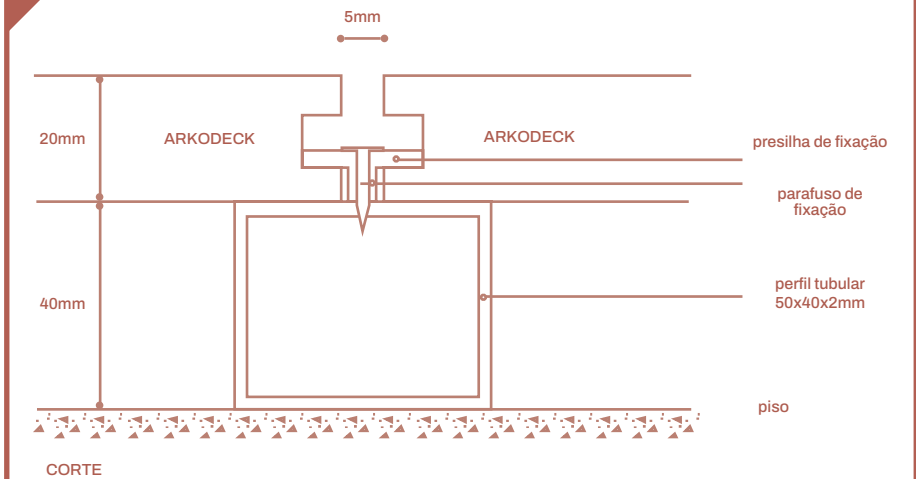 5mm
20mm
ARKODECK
ARKODECK
presilha de fixação
parafuso de
fixação
40mm
perfil tubular
50x40x2mm
piso
CORTE